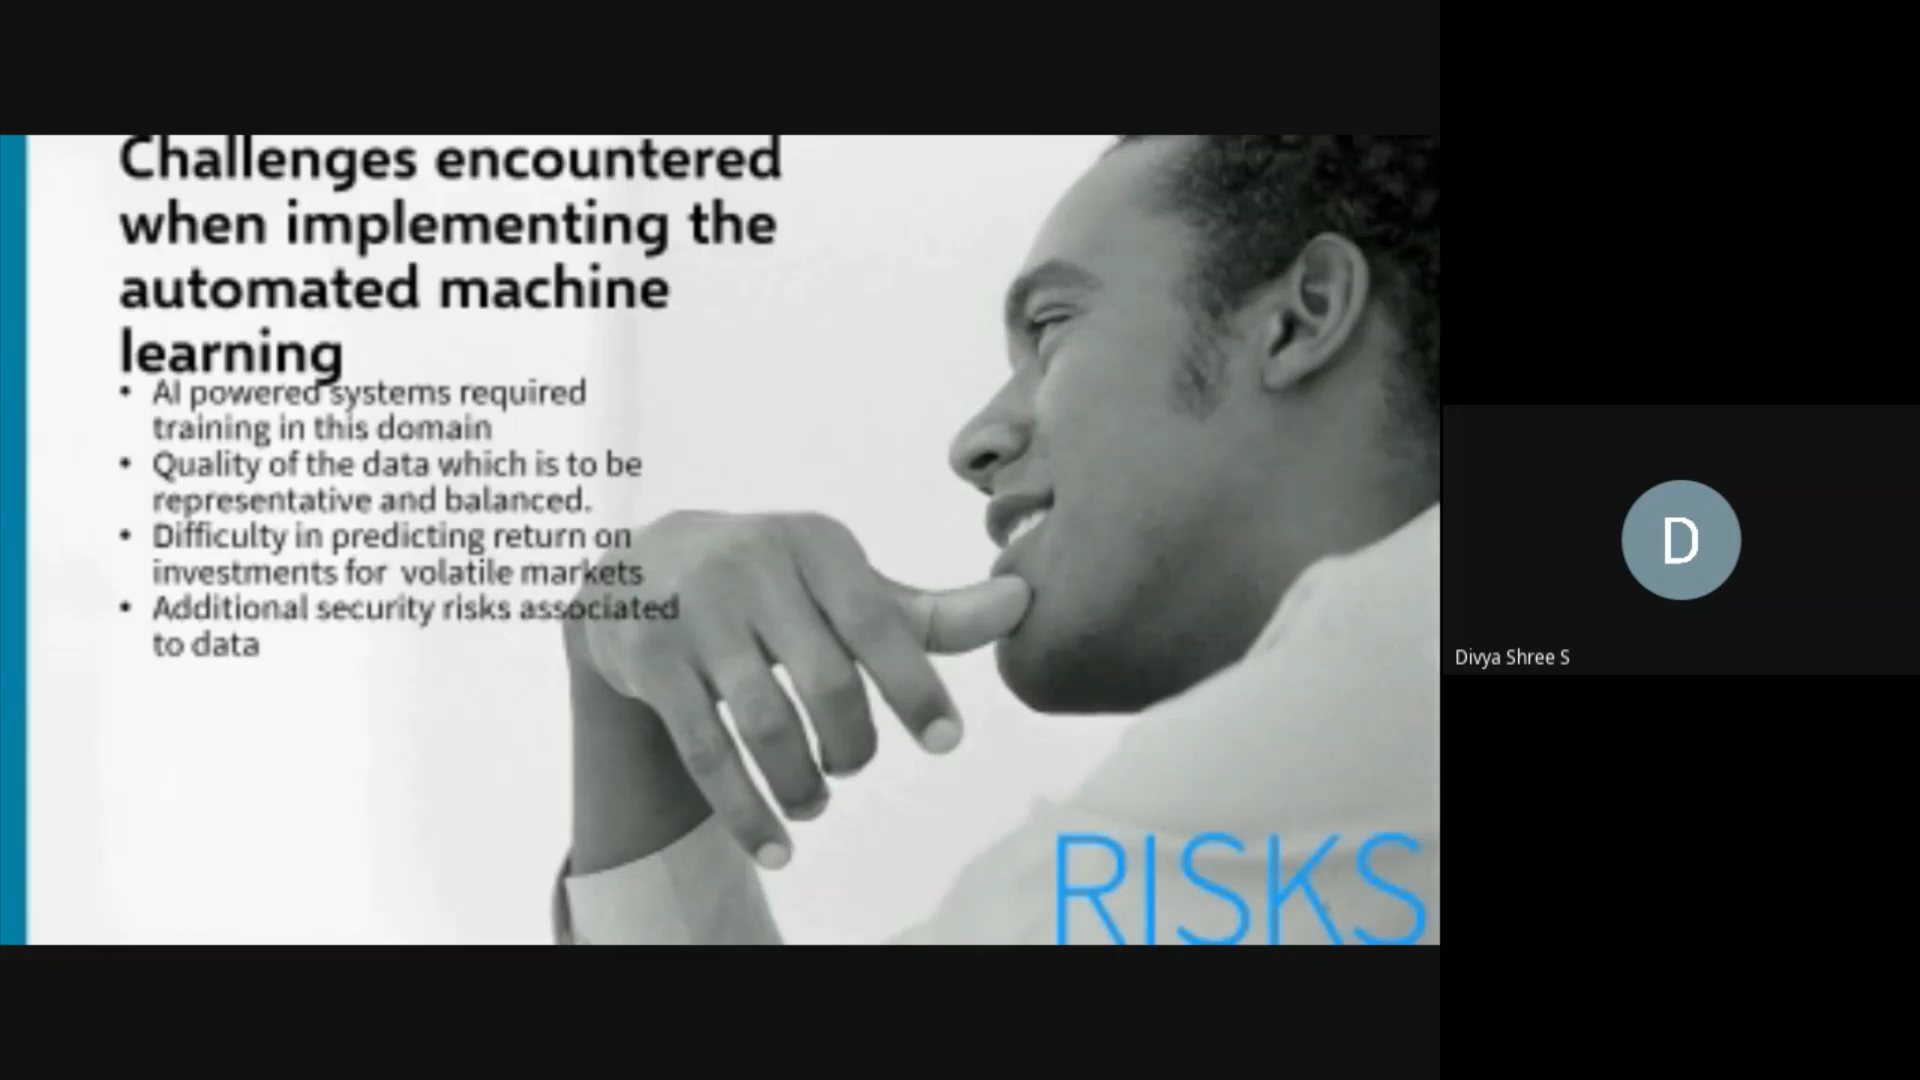 Challenges encountered
when implementing the
automated machine
learning
• AI powered systems required
training in this domain
• Quality of the data which is to be
representative and balanced.
• Difficulty in predicting return on
investments for volatile markets
• Additional security risks associated
to data
RISKS
D
Divya Shree S